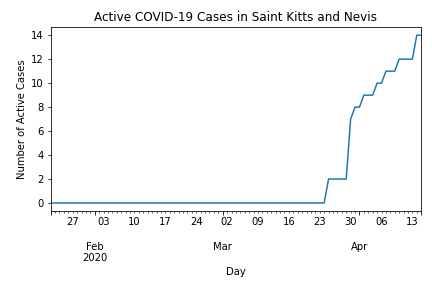 Active COVID-19 Cases in Saint Kitts and Nevis
Number of Active Cases
14
12
10
8
6
4
2
0
27 03 10 17 24 02 09 16 23 30 06 13
Feb Mar Apr
2020
Day